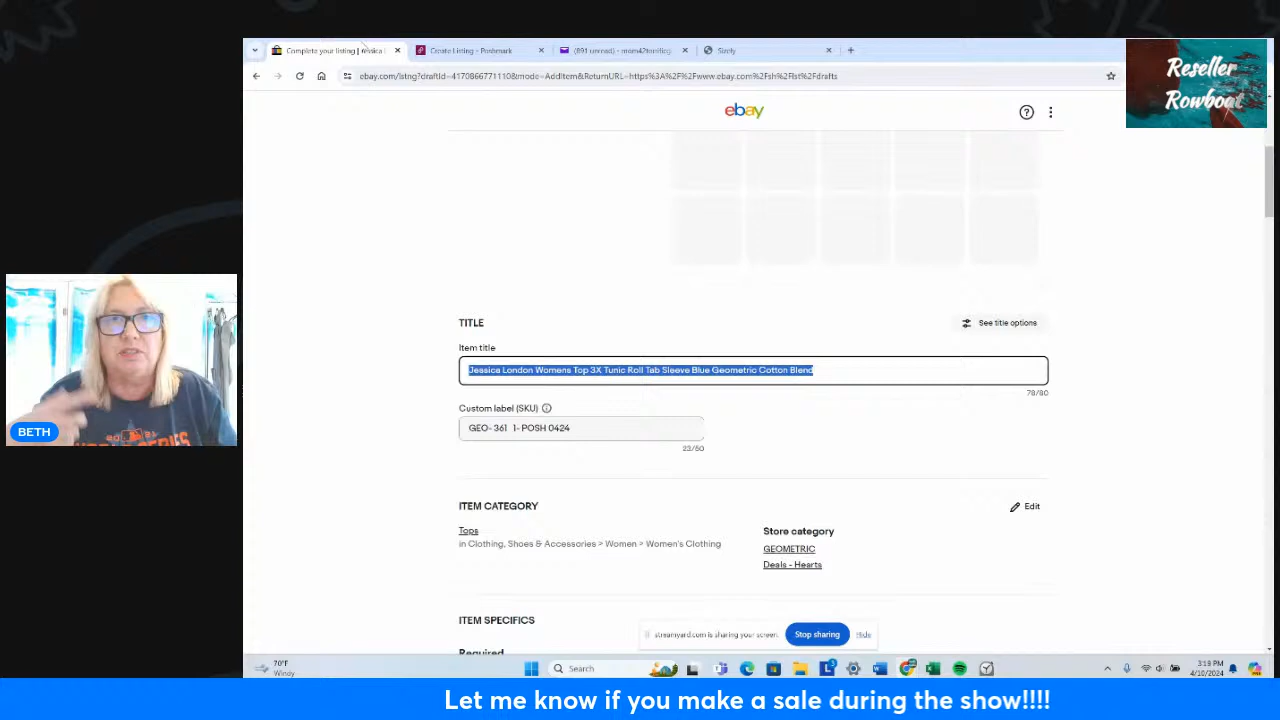 Complete your listing |
Create Listing - Poshmark
(891 unread) -
Sizely
ebay.com/lstng?draftId=4170866771110&mode=AddItem&ReturnURL=https%3A%2F%2Fwww.ebay.com%2Fsh%2Flst%2Fdrafts
Reseller
Rowboat
ebay
TITLE
See title options
Item title
Jessica London Womens Top 3X Tunic Roll Tab Sleeve Blue Geometric Cotton Blend
78/80
Custom label (SKU)
GEO- 361 1- POSH 0424
23/50
ITEM CATEGORY
Edit
Tops
in Clothing, Shoes & Accessories > Women > Women's Clothing
Store category
GEOMETRIC
Deals - Hearts
ITEM SPECIFICS
Required
streamyard.com is sharing your screen.
Stop sharing
Hide
BETH
70°F
Windy
Search
3:19 PM
4/10/2024
Let me know if you make a sale during the show!!!!